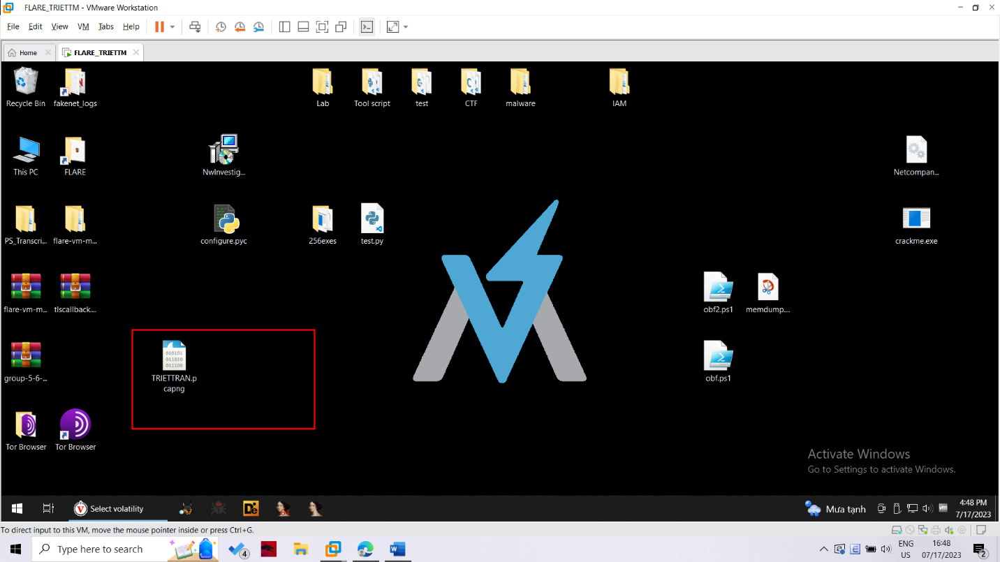 FLARE_TRIETTM - VMware Workstation
File Edit View VM Tabs Help
Home
FLARE_TRIETTM
Recycle Bin
fakenet_logs
Lab
Tool script
test
CTF
malware
IAM
This PC
FLARE
NwInvestig...
Netcompan...
PS_Transcri...
flare-vm-m...
configure.pyc
256exes
test.py
crackme.exe
flare-vm-m...
tlscallback....
obf2.ps1
memdump....
group-5-6-...
TRIETTRAN.p
capng
obf.ps1
010101
011010
011100
Tor Browser
Tor Browser
Activate Windows
Go to Settings to activate Windows.
Select volatility
Mưa tạnh
4:48 PM
7/17/2023
To direct input to this VM, move the mouse pointer inside or press Ctrl+G.
Type here to search
4
ENG
US
16:48
07/17/2023
2